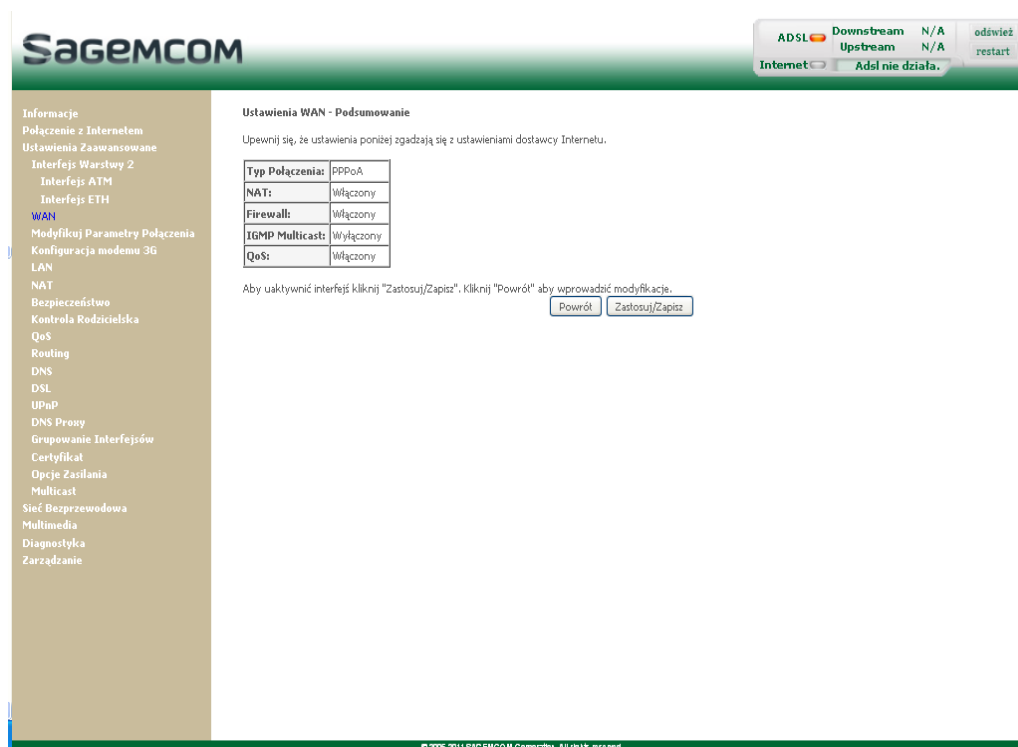 Sagemcom
ADSL Downstream N/A
Upstream N/A
Internet Adsl nie działa.
odśwież
restart
Informacje
Połączenie z Internetem
Ustawienia Zaawansowane
Interfejs Warstwy 2
Interfejs ATM
Interfejs ETH
WAN
Modyfikuj Parametry Połączenia
Konfiguracja modemu 3G
LAN
NAT
Bezpieczeństwo
Kontrola Rodzicielska
QoS
Routing
DNS
DSL
UPnP
DNS Proxy
Grupowanie Interfejsów
Certyfikat
Opcje Zasilania
Multicast
Sieć Bezprzewodowa
Multimedia
Diagnostyka
Zarządzanie
Ustawienia WAN - Podsumowanie
Upewnij się, że ustawienia poniżej zgadzają się z ustawieniami dostawcy Internetu.
Typ Połączenia: PPPoA
NAT: Włączony
Firewall: Włączony
IGMP Multicast: Wyłączony
QoS: Włączony
Aby uaktywnić interfejś kliknij "Zastosuj/Zapisz". Kliknij "Powrót" aby wprowadzić modyfikacje.
Powrót Zastosuj/Zapisz